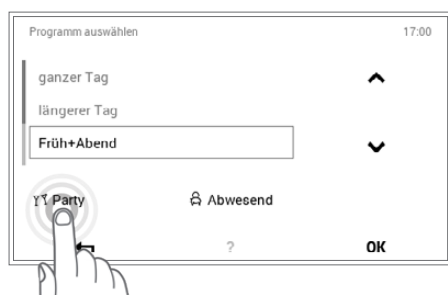 Programm auswählen 17:00
ganzer Tag
längerer Tag
Früh+Abend
Party Abwesend
? OK